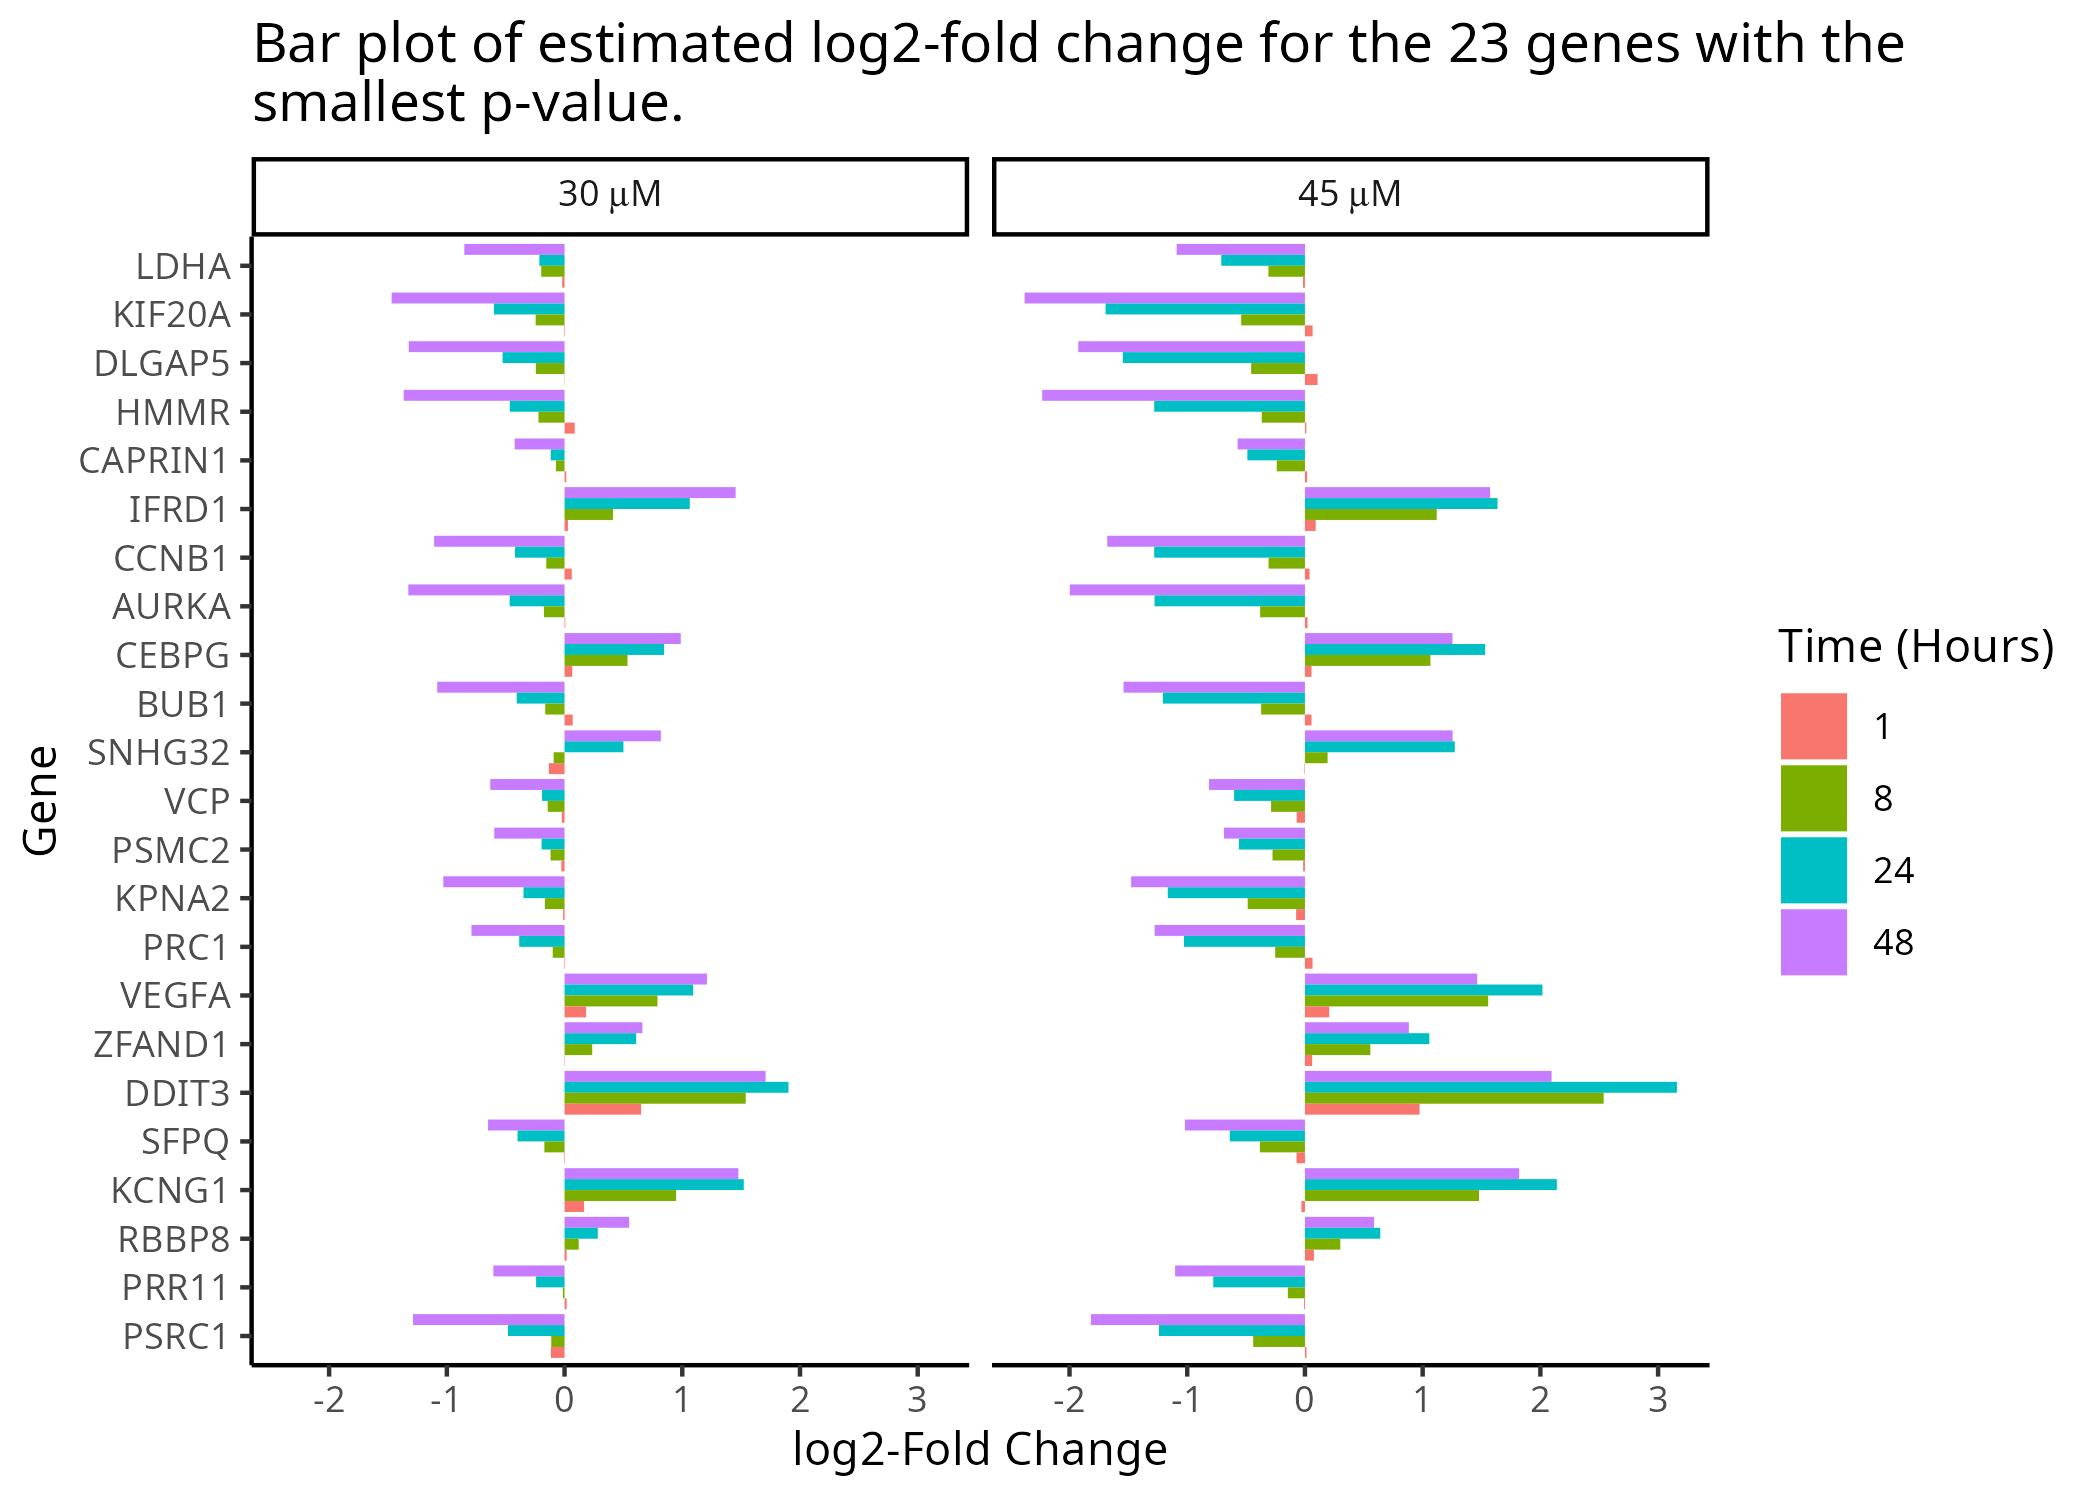 Bar plot of estimated log2-fold change for the 23 genes with the
smallest p-value.
30 μM
45 μM
LDHA
KIF20A
DLGAP5
HMMR
CAPRIN1
IFRD1
CCNB1
AURKA
CEBPG
BUB1
SNHG32
VCP
PSMC2
KPNA2
PRC1
VEGFA
ZFAND1
DDIT3
SFPQ
KCNG1
RBBP8
PRR11
PSRC1
Gene
-2 -1 0 1 2 3
-2 -1 0 1 2 3
log2-Fold Change
Time (Hours)
1
8
24
48